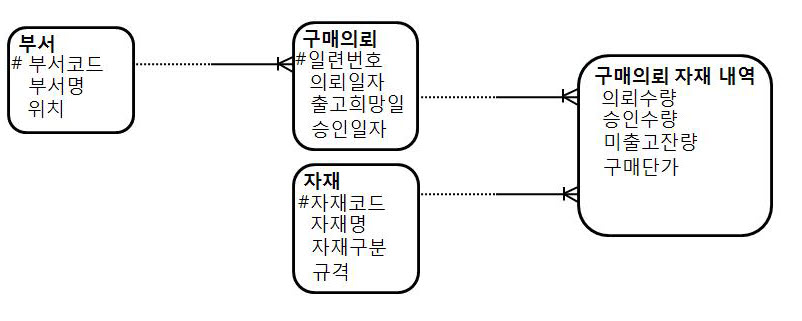 부서
# 부서코드
부서명
위치
구매의뢰
#일련번호
의뢰일자
출고희망일
승인일자
자재
#자재코드
자재명
자재구분
규격
구매의뢰 자재 내역
의뢰수량
승인수량
미출고잔량
구매단가